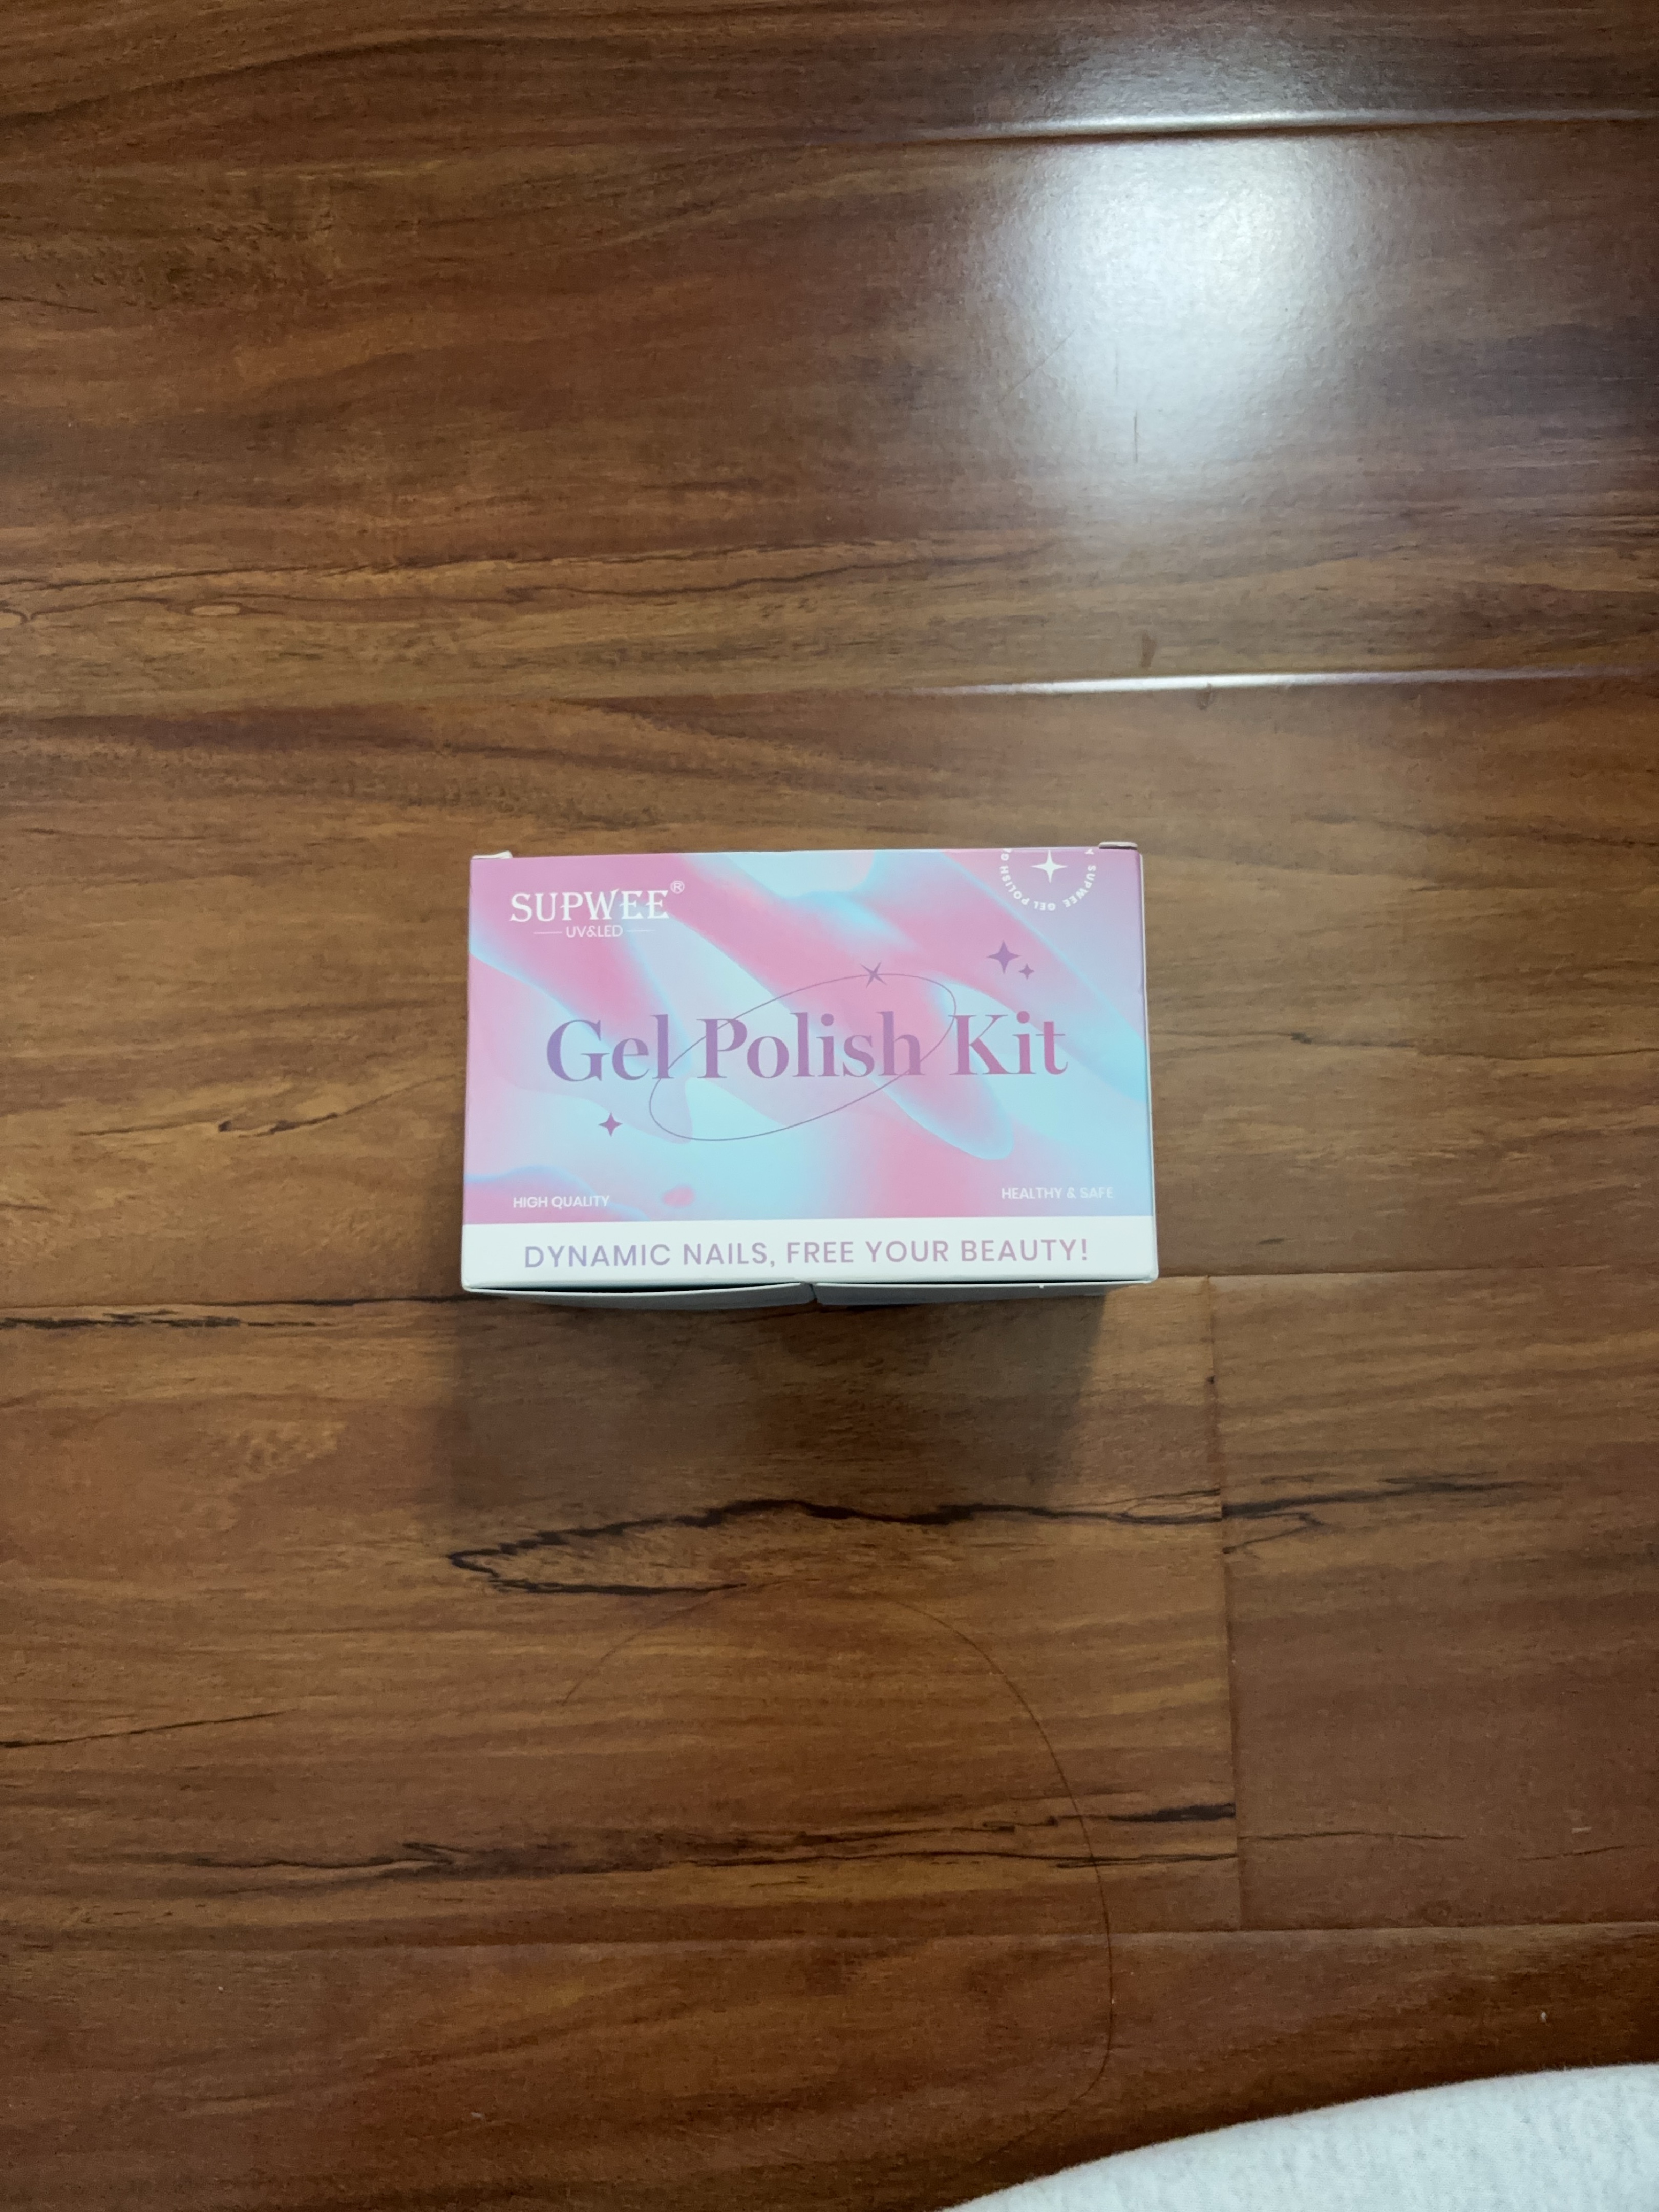 SUPWEE®
UV&LED
SUPWEE GEL POLISH
Gel Polish Kit
HIGH QUALITY
HEALTHY & SAFE
DYNAMIC NAILS, FREE YOUR BEAUTY!